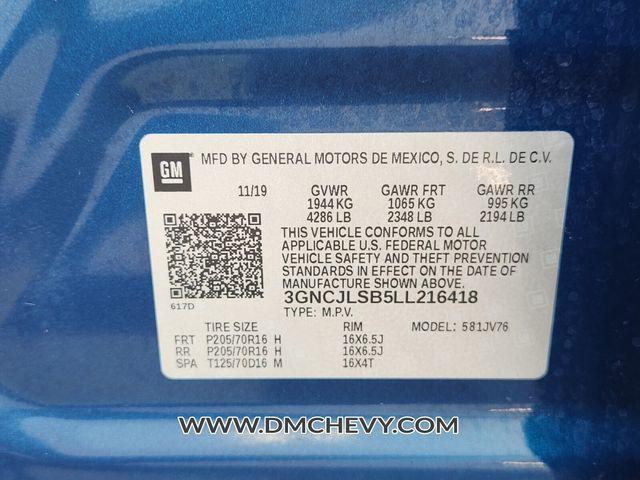 GM
MFD BY GENERAL MOTORS DE MEXICO, S. DE R.L. DE C.V.
11/19 GVWR GAWR FRT GAWR RR
1944 KG 1065 KG 995 KG
4286 LB 2348 LB 2194 LB
THIS VEHICLE CONFORMS TO ALL
APPLICABLE U.S. FEDERAL MOTOR
VEHICLE SAFETY AND THEFT PREVENTION
STANDARDS IN EFFECT ON THE DATE OF
MANUFACTURE SHOWN ABOVE.
3GNCJLSB5LL216418
617D
TYPE: M.P.V.
TIRE SIZE RIM MODEL: 581JV76
FRT P205/70R16 H 16X6.5J
RR P205/70R16 H 16X6.5J
SPA T125/70D16 M 16X4T
WWW.DMCHEVY.COM